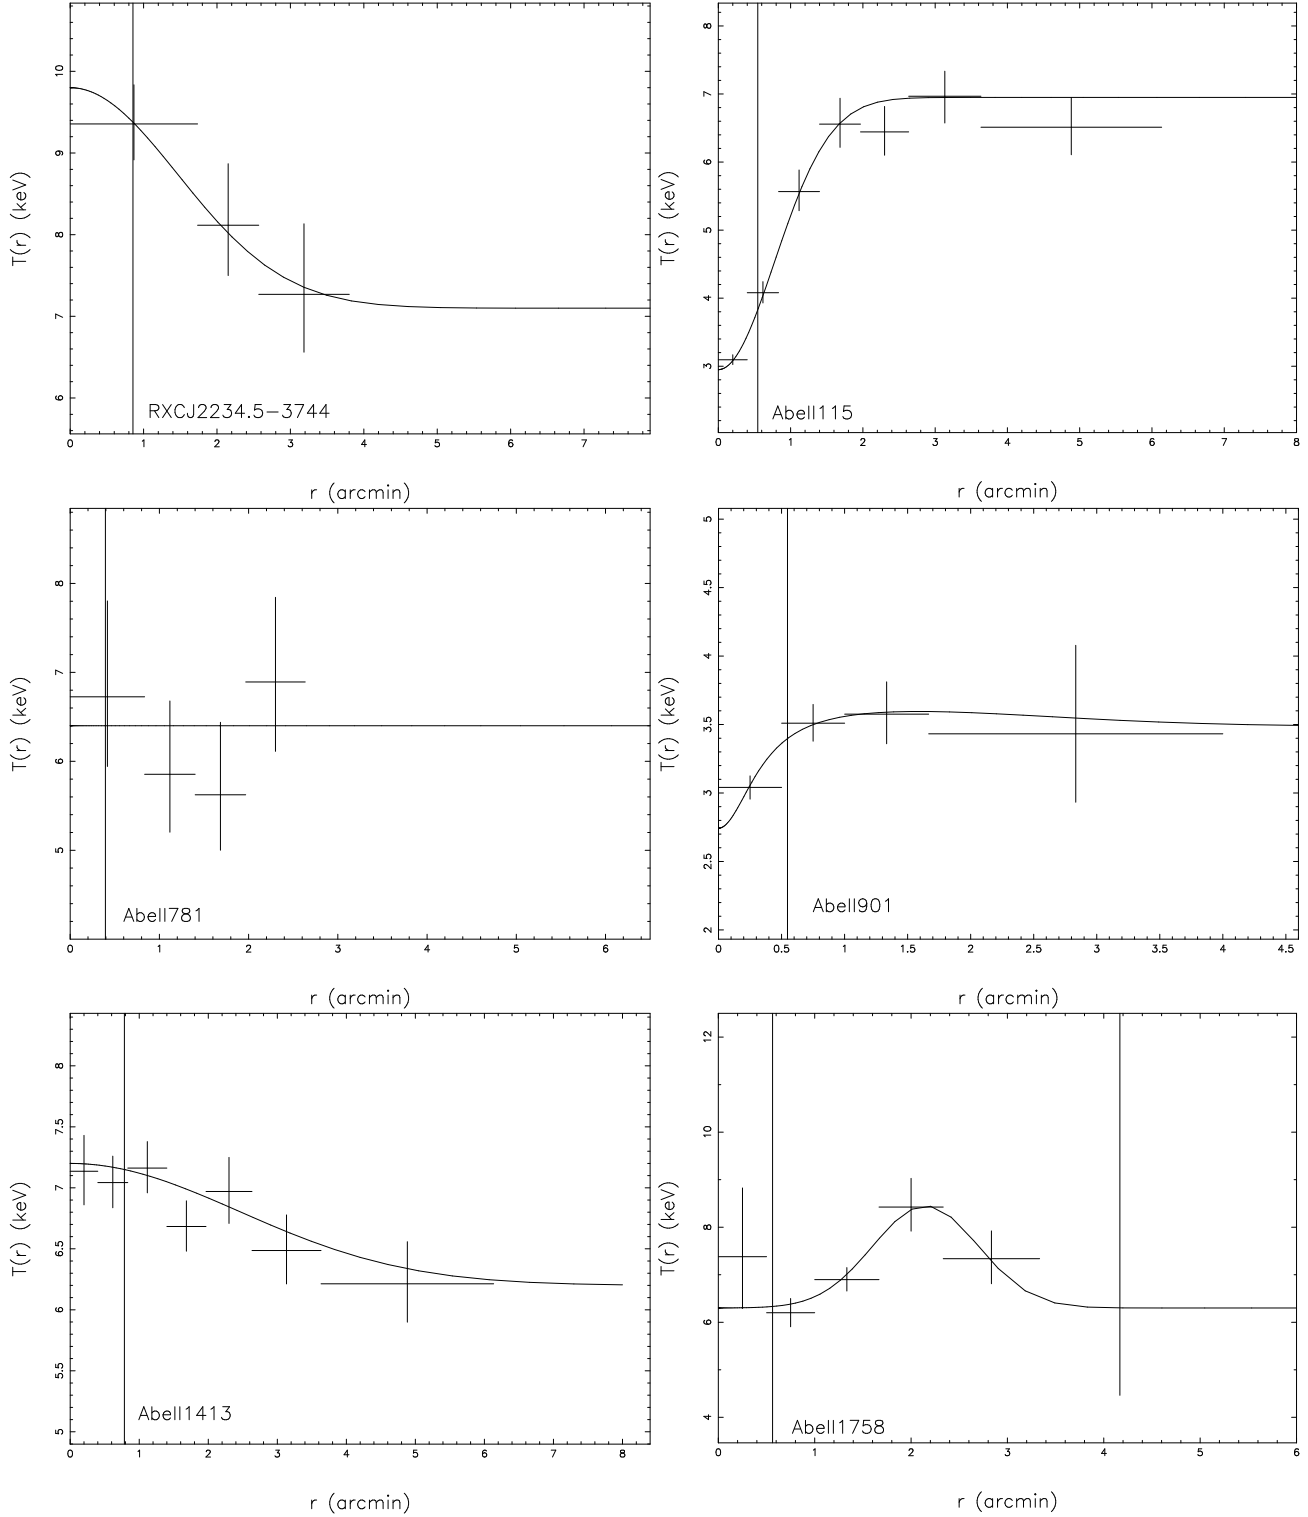 10
9
8
7
6
T(r) (keV)
RXCJ2234.5−3744
0 1 2 3 4 5 6 7
r (arcmin)
8
7
6
5
4
3
T(r) (keV)
Abell115
0 1 2 3 4 5 6 7 8
r (arcmin)
8
7
6
5
T(r) (keV)
Abell781
0 1 2 3 4 5 6
r (arcmin)
5
4.5
4
3.5
3
2.5
2
T(r) (keV)
Abell901
0 0.5 1 1.5 2 2.5 3 3.5 4 4.5
r (arcmin)
8
7.5
7
6.5
6
5.5
5
T(r) (keV)
Abell1413
0 1 2 3 4 5 6 7 8
r (arcmin)
12
10
8
6
4
T(r) (keV)
Abell1758
0 1 2 3 4 5 6
r (arcmin)